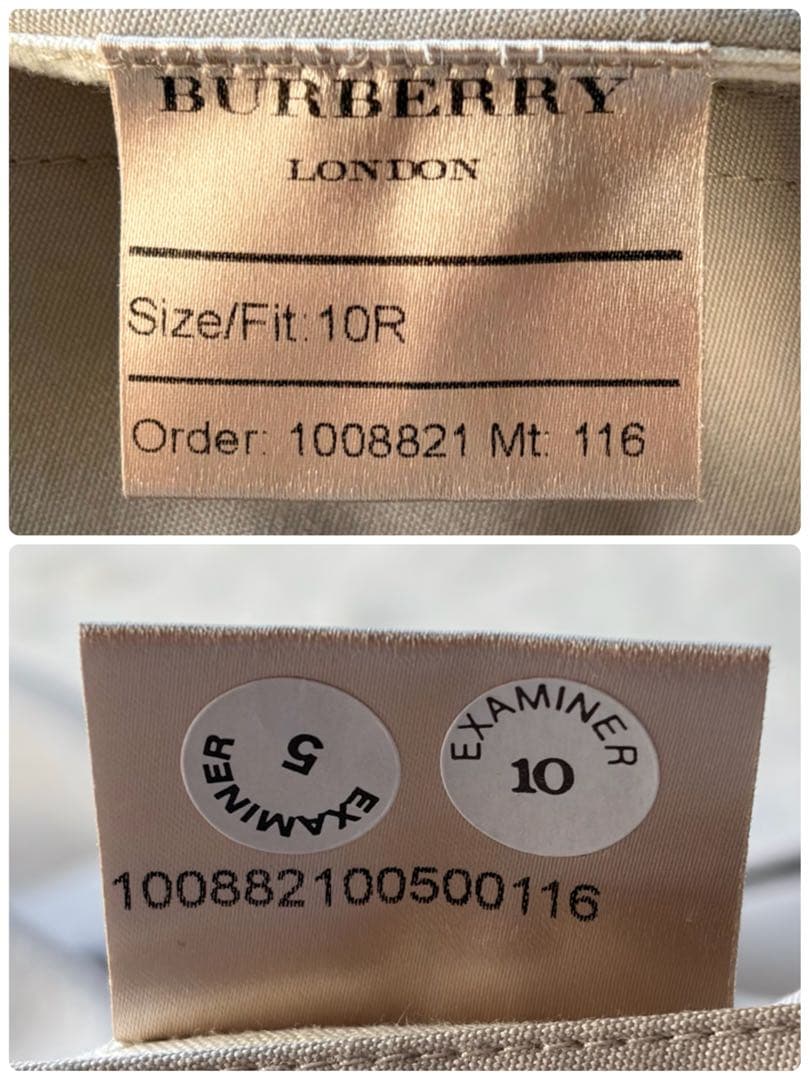 BURBERRY
LONDON
Size/Fit: 10R
Order: 1008821 Mt: 116
EXAMINER
5
EXAMINER
10
100882100500116